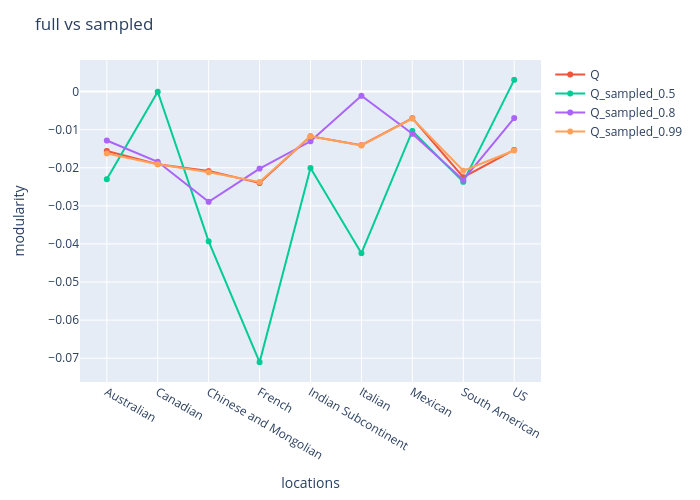 full vs sampled
Q
Q_sampled_0.5
Q_sampled_0.8
Q_sampled_0.99
modularity
0
−0.01
−0.02
−0.03
−0.04
−0.05
−0.06
−0.07
Australian
Canadian
Chinese and Mongolian
French
Indian Subcontinent
Italian
Mexican
South American
US
locations